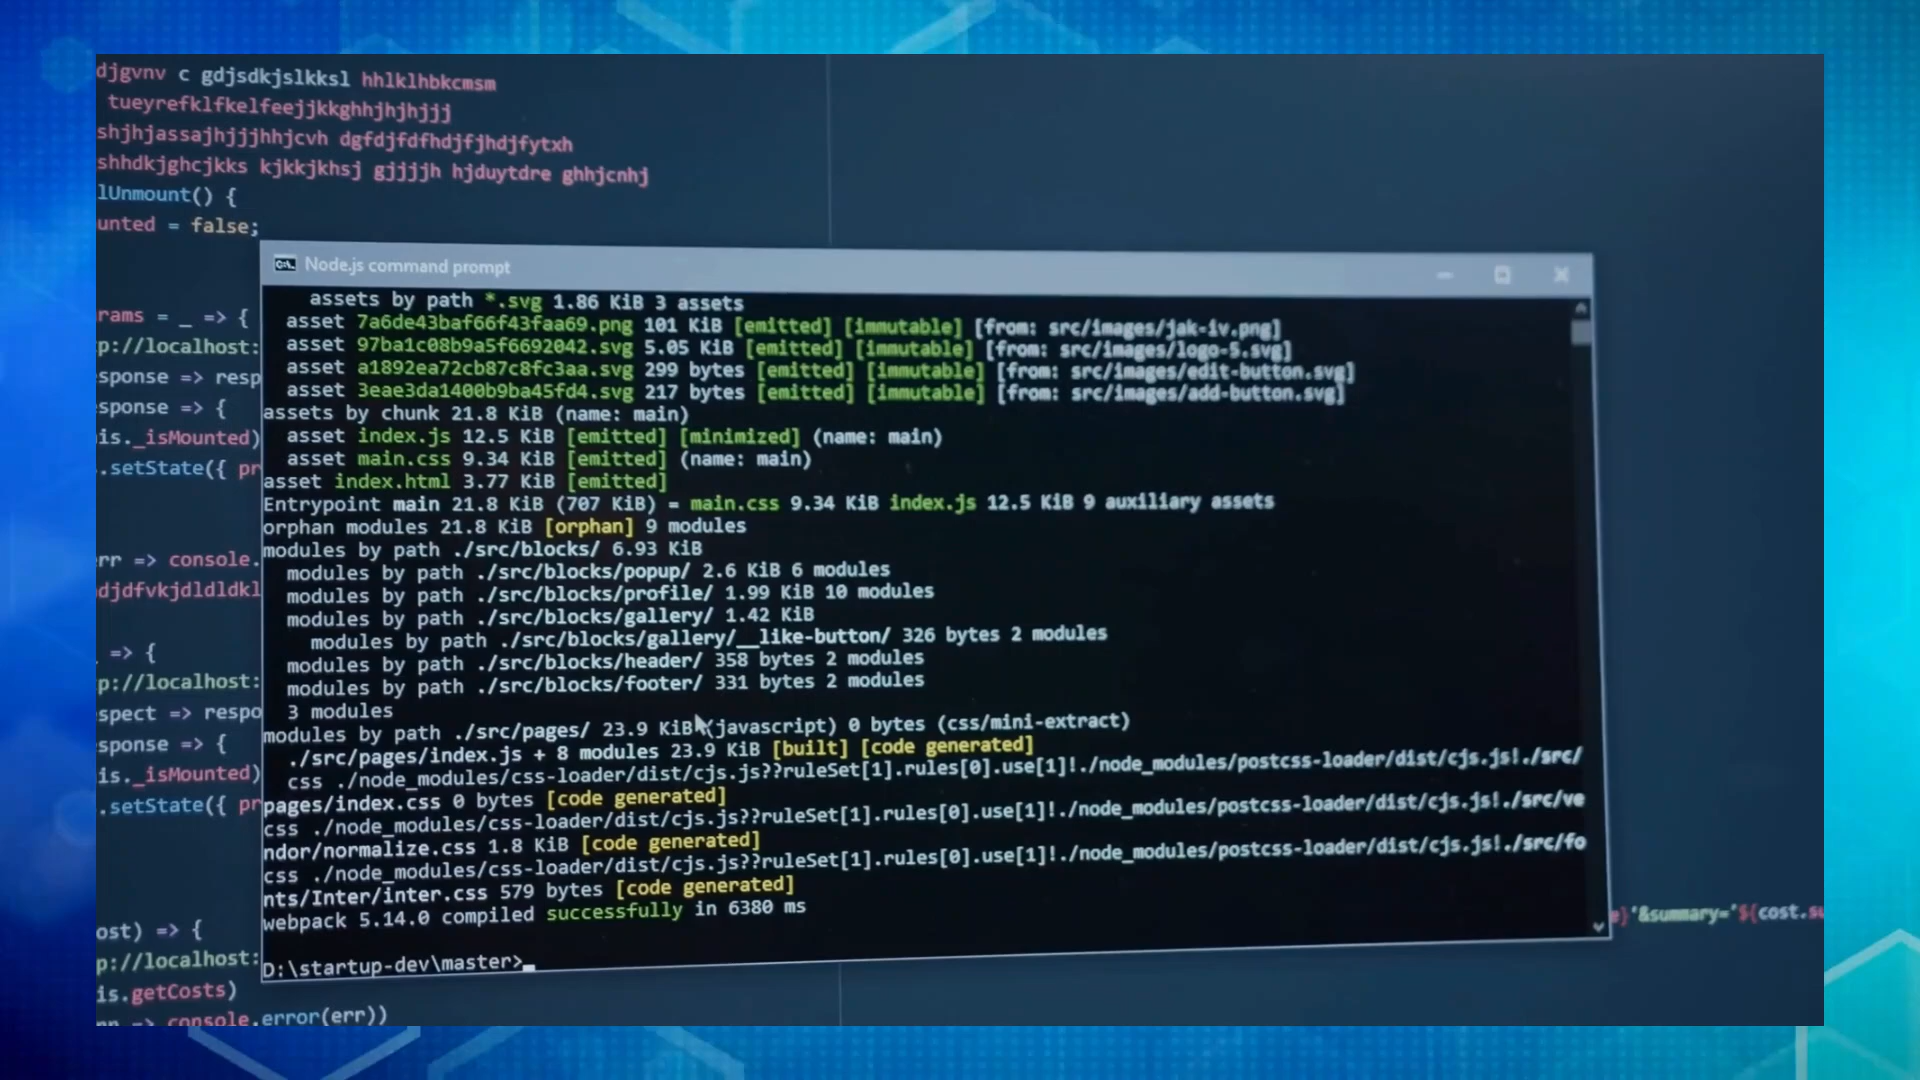 djgvnv c gdjsdkjslkksl hhlklhbkcmsm
tueyrefklfkelfeejjkkghhjhjhjjj
shjhjassajhjjjhhjcvh dgfdjfdfhdjfjhdjfytxh
shhdkjghcjkks kjkkjkhsj gjjjjh hjduytdre ghhjcnhj
lUnmount() {
unted = false;
rams = _ => {
p://localhost:
sponse => resp
sponse => {
is._isMounted)
.setState({ pr
rr => console.
djdfvkjdldldkl
=> {
p://localhost:
spect => respo
sponse => {
is._isMounted)
.setState({ pr
ost) => {
p://localhost:
is.getCosts)
=> console.error(err))
Node.js command prompt
assets by path *.svg 1.86 KiB 3 assets
asset 7a6de43baf66f43faa69.png 101 KiB [emitted] [immutable] [from: src/images/jak-iv.png]
asset 97ba1c08b9a5f6692042.svg 5.05 KiB [emitted] [immutable] [from: src/images/logo-5.svg]
asset a1892ea72cb87c8fc3aa.svg 299 bytes [emitted] [immutable] [from: src/images/edit-button.svg]
asset 3eae3da1400b9ba45fd4.svg 217 bytes [emitted] [immutable] [from: src/images/add-button.svg]
assets by chunk 21.8 KiB (name: main)
asset index.js 12.5 KiB [emitted] [minimized] (name: main)
asset main.css 9.34 KiB [emitted] (name: main)
asset index.html 3.77 KiB [emitted]
Entrypoint main 21.8 KiB (707 KiB) = main.css 9.34 KiB index.js 12.5 KiB 9 auxiliary assets
orphan modules 21.8 KiB [orphan] 9 modules
modules by path ./src/blocks/ 6.93 KiB
modules by path ./src/blocks/popup/ 2.6 KiB 6 modules
modules by path ./src/blocks/profile/ 1.99 KiB 10 modules
modules by path ./src/blocks/gallery/ 1.42 KiB
modules by path ./src/blocks/gallery/__like-button/ 326 bytes 2 modules
modules by path ./src/blocks/header/ 358 bytes 2 modules
modules by path ./src/blocks/footer/ 331 bytes 2 modules
3 modules
modules by path ./src/pages/ 23.9 KiB (javascript) 0 bytes (css/mini-extract)
./src/pages/index.js + 8 modules 23.9 KiB [built] [code generated]
css ./node_modules/css-loader/dist/cjs.js??ruleSet[1].rules[0].use[1]!./node_modules/postcss-loader/dist/cjs.js!./src/
pages/index.css 0 bytes [code generated]
css ./node_modules/css-loader/dist/cjs.js??ruleSet[1].rules[0].use[1]!./node_modules/postcss-loader/dist/cjs.js!./src/ve
ndor/normalize.css 1.8 KiB [code generated]
css ./node_modules/css-loader/dist/cjs.js??ruleSet[1].rules[0].use[1]!./node_modules/postcss-loader/dist/cjs.js!./src/fo
nts/Inter/inter.css 579 bytes [code generated]
webpack 5.14.0 compiled successfully in 6380 ms
D:\startup-dev\master>
}'&summary='${cost.su